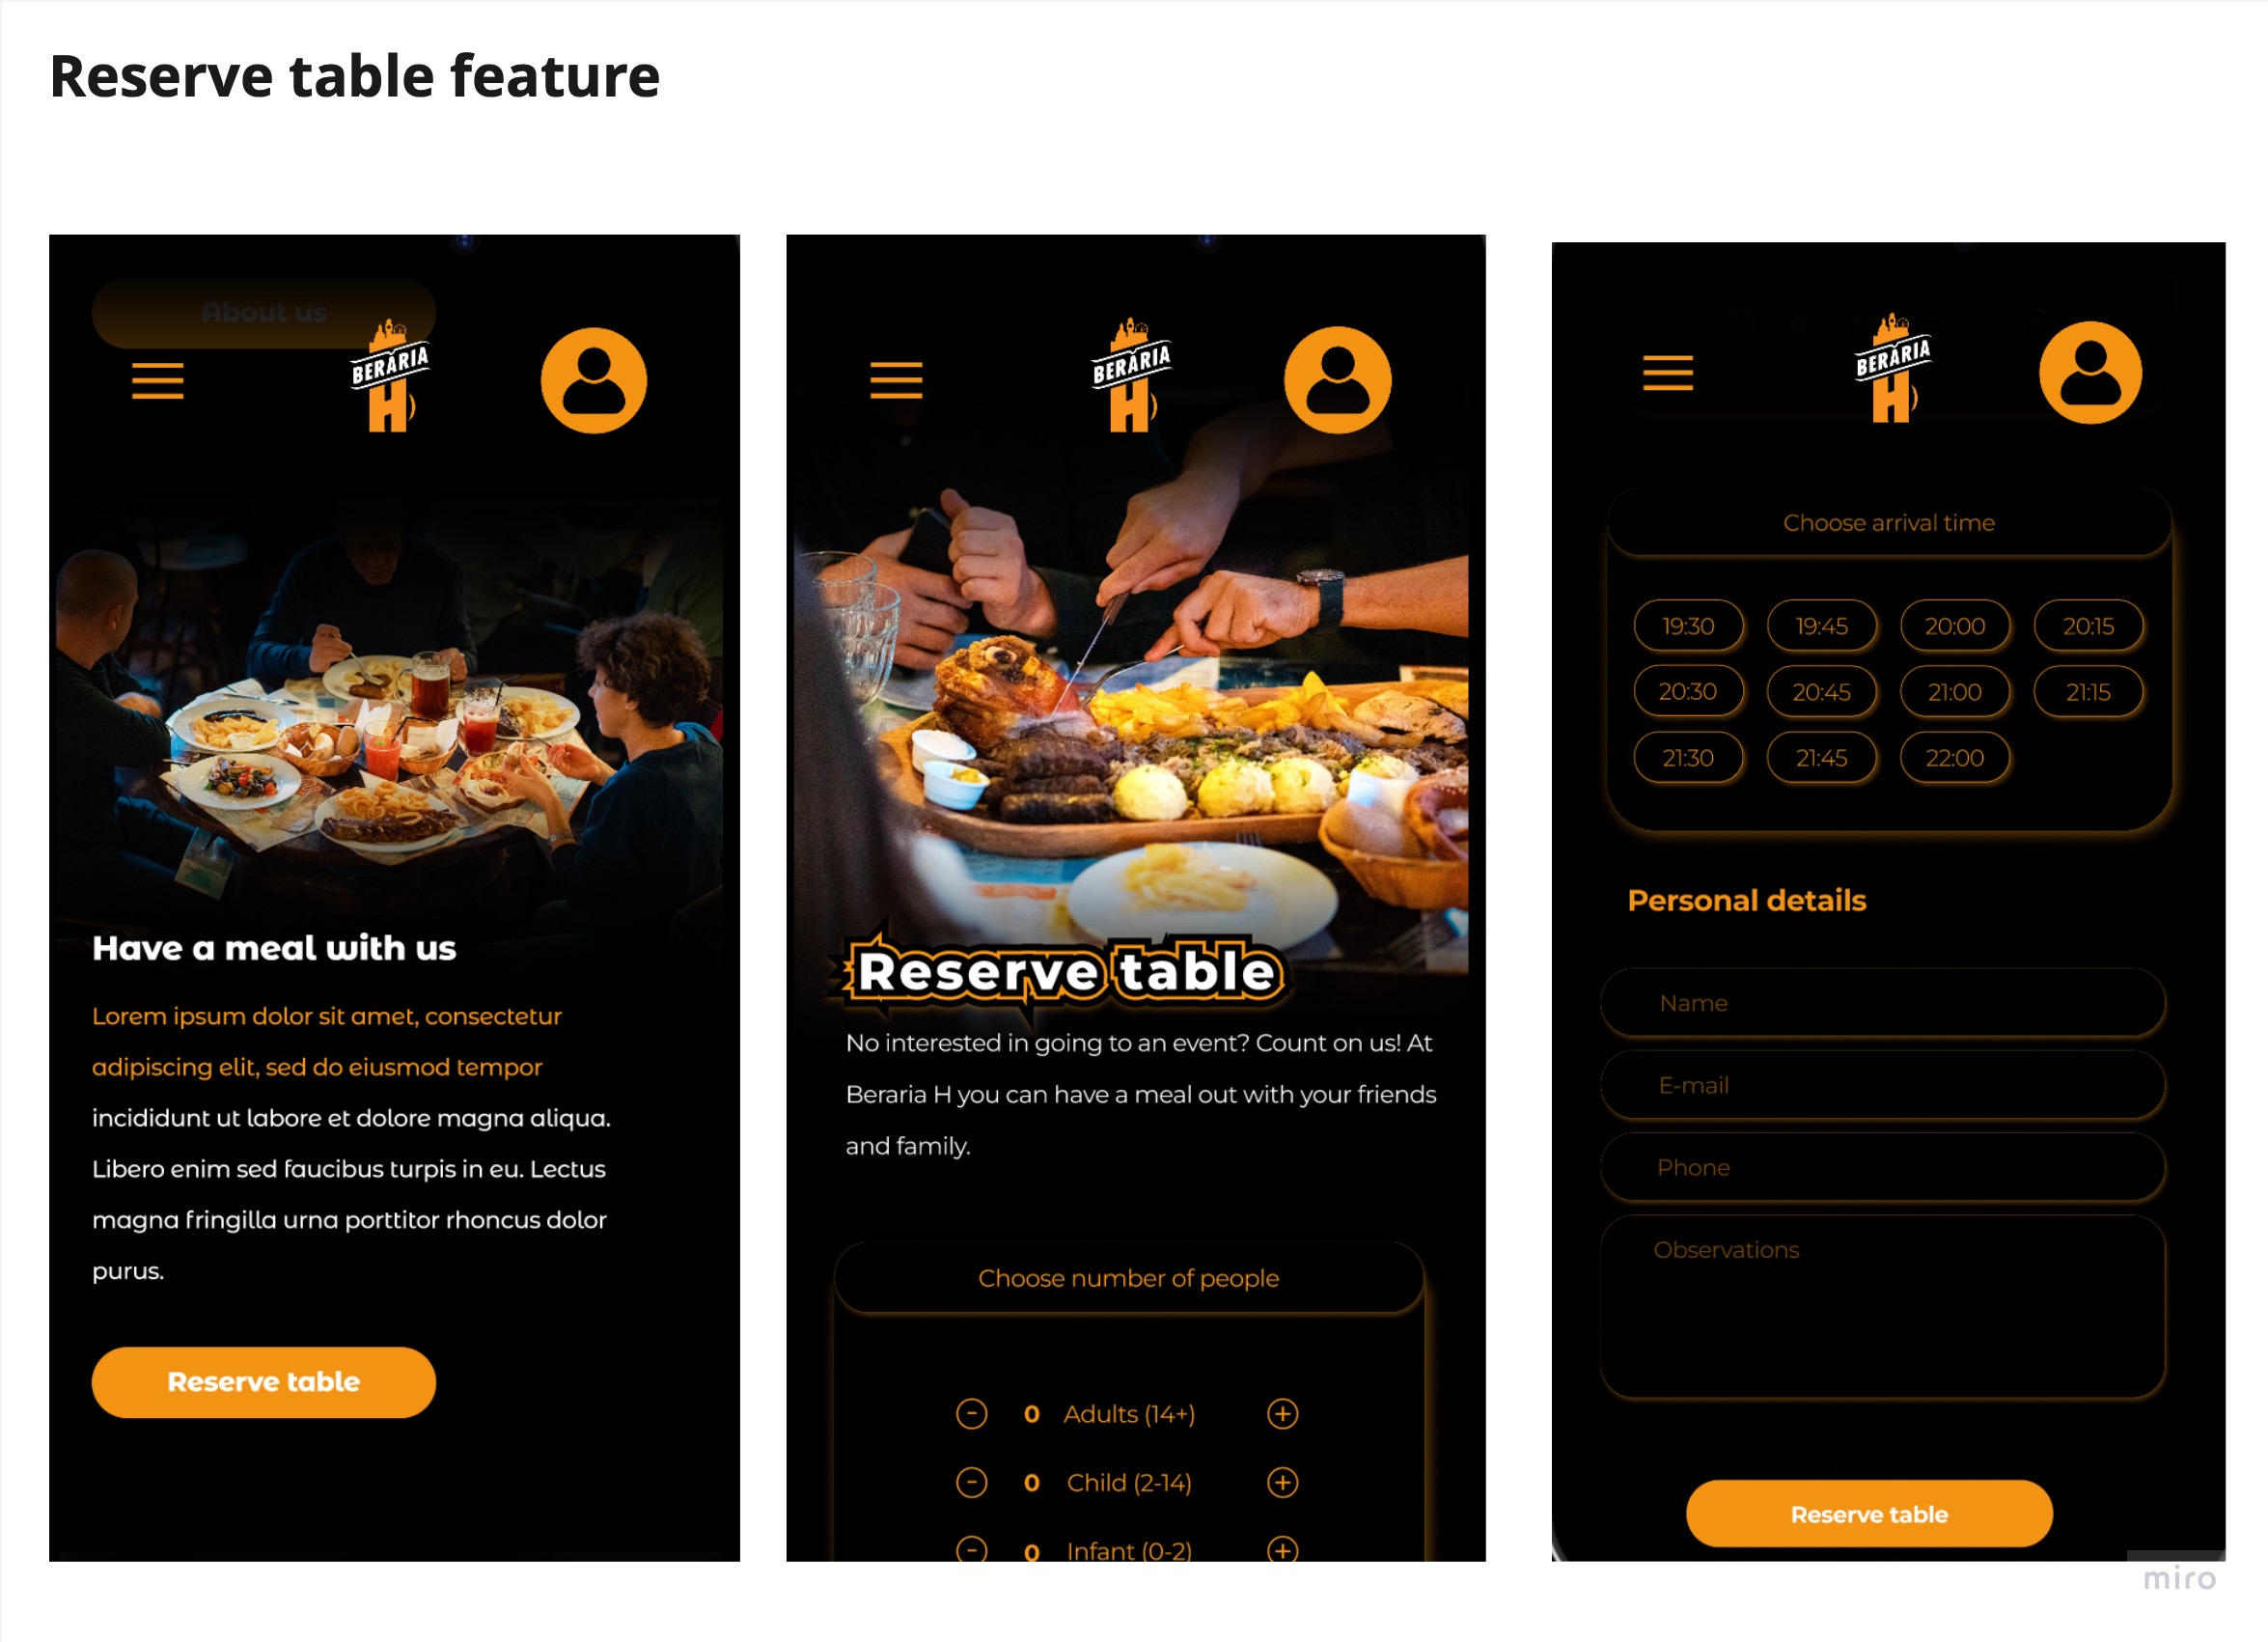 Reserve table feature
About us
BERĂRIA
H
Have a meal with us
Lorem ipsum dolor sit amet, consectetur
adipiscing elit, sed do eiusmod tempor
incididunt ut labore et dolore magna aliqua.
Libero enim sed faucibus turpis in eu. Lectus
magna fringilla urna porttitor rhoncus dolor
purus.
Reserve table
BERĂRIA
H
Reserve table
No interested in going to an event? Count on us! At
Beraria H you can have a meal out with your friends
and family.
Choose number of people
- 0 Adults (14+) +
- 0 Child (2-14) +
- 0 Infant (0-2) +
BERĂRIA
H
Choose arrival time
19:30 19:45 20:00 20:15
20:30 20:45 21:00 21:15
21:30 21:45 22:00
Personal details
Name
E-mail
Phone
Observations
Reserve table
miro